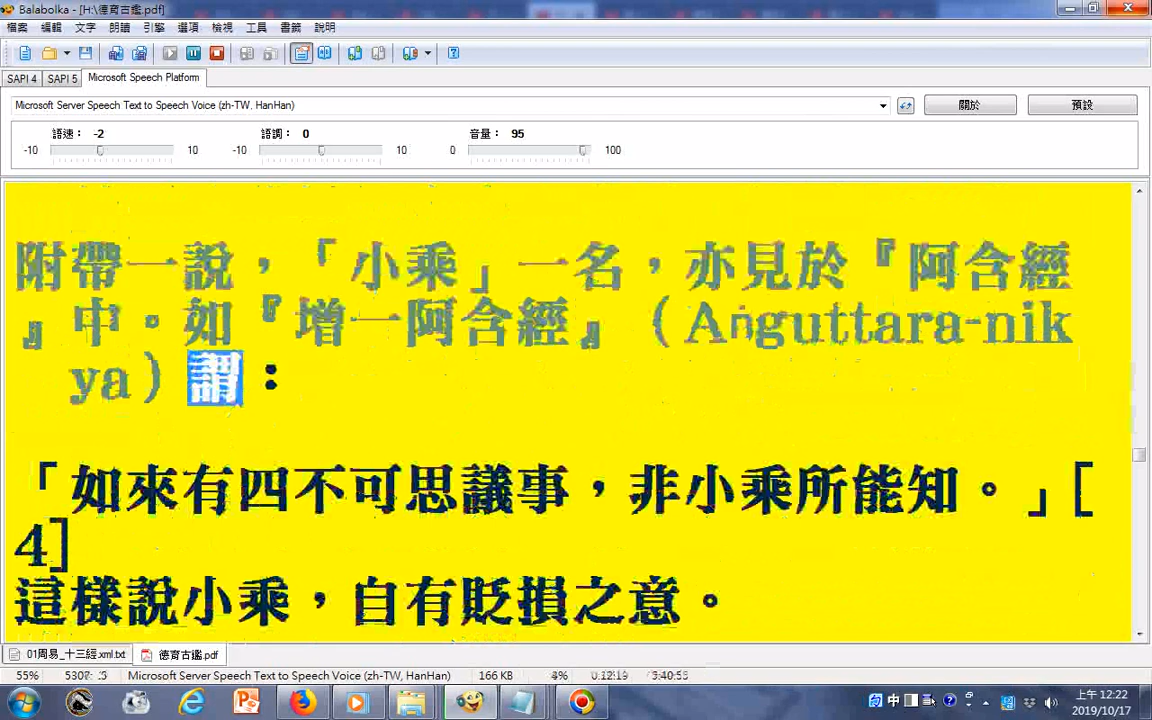 Balabolka - [H:\德育古鑑.pdf]
檔案 編輯 文字 朗讀 引擎 選項 檢視 工具 書籤 說明
SAPI 4 SAPI 5 Microsoft Speech Platform
Microsoft Server Speech Text to Speech Voice (zh-TW, HanHan) 關於 預設
語速： -2 語調： 0 音量： 95
-10 10 -10 10 0 100
附帶一說，「小乘」一名，亦見於『阿含經
』中。如『增一阿含經』（Aṅguttara-nik
ya）謂：
「如來有四不可思議事，非小乘所能知。」[
4]
這樣說小乘，自有貶損之意。
01周易_十三經.xml.txt 德育古鑑.pdf
55% Microsoft Server Speech Text to Speech Voice (zh-TW, HanHan) 166 KB 0:12:19
中 上午 12:22
2019/10/17